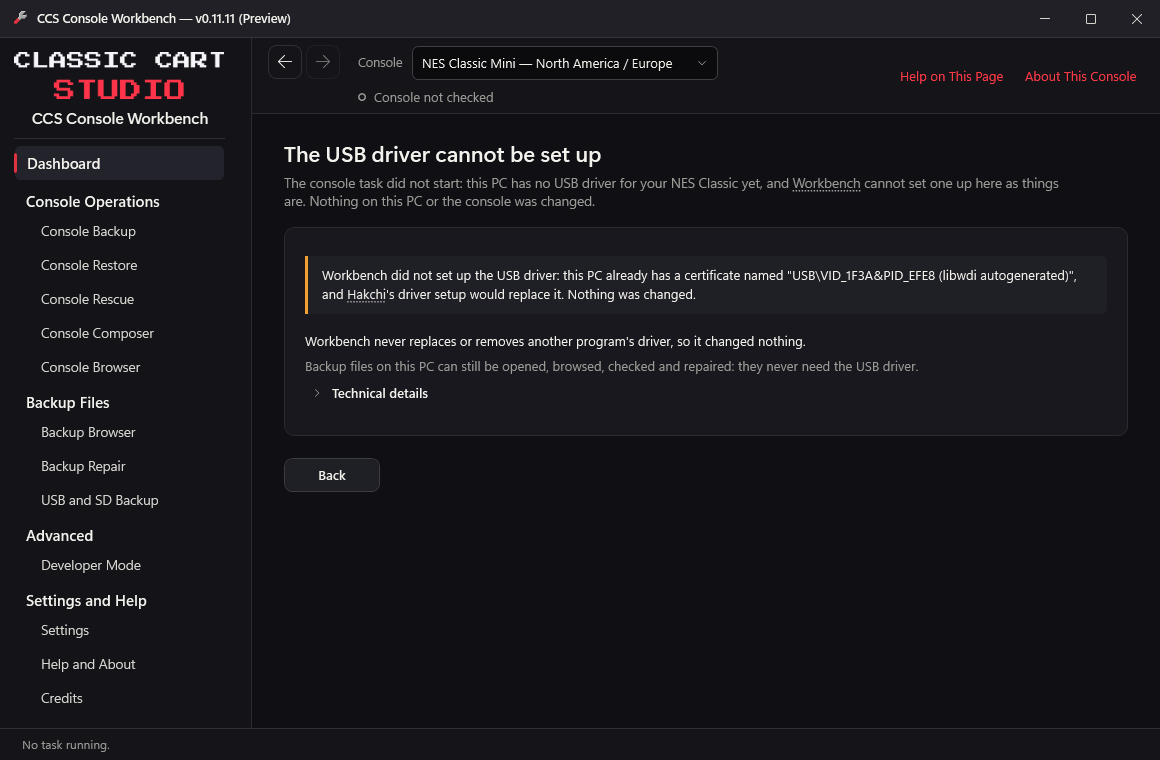 CCS Console Workbench — v0.11.11 (Preview)
CLASSIC CART
STUDIO
CCS Console Workbench
Dashboard
Console Operations
Console Backup
Console Restore
Console Rescue
Console Composer
Console Browser
Backup Files
Backup Browser
Backup Repair
USB and SD Backup
Advanced
Developer Mode
Settings and Help
Settings
Help and About
Credits
Console
NES Classic Mini — North America / Europe
Console not checked
Help on This Page
About This Console
The USB driver cannot be set up
The console task did not start: this PC has no USB driver for your NES Classic yet, and Workbench cannot set one up here as things
are. Nothing on this PC or the console was changed.
Workbench did not set up the USB driver: this PC already has a certificate named "USB\VID_1F3A&PID_EFE8 (libwdi autogenerated)",
and Hakchi's driver setup would replace it. Nothing was changed.
Workbench never replaces or removes another program's driver, so it changed nothing.
Backup files on this PC can still be opened, browsed, checked and repaired: they never need the USB driver.
Technical details
Back
No task running.